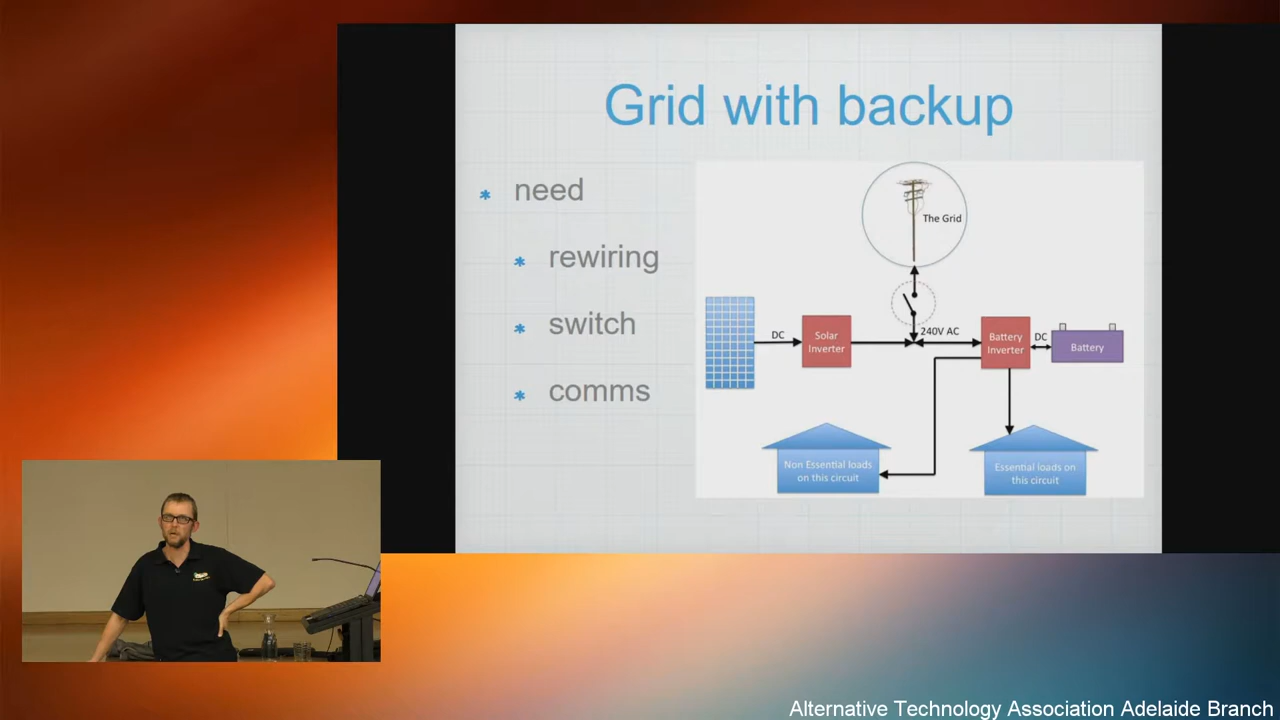 Grid with backup
need
rewiring
switch
comms
The Grid
DC
Solar
Inverter
240V AC
Battery
Inverter
DC
Battery
Non Essential loads
on this circuit
Essential loads on
this circuit
Alternative Technology Association Adelaide Branch